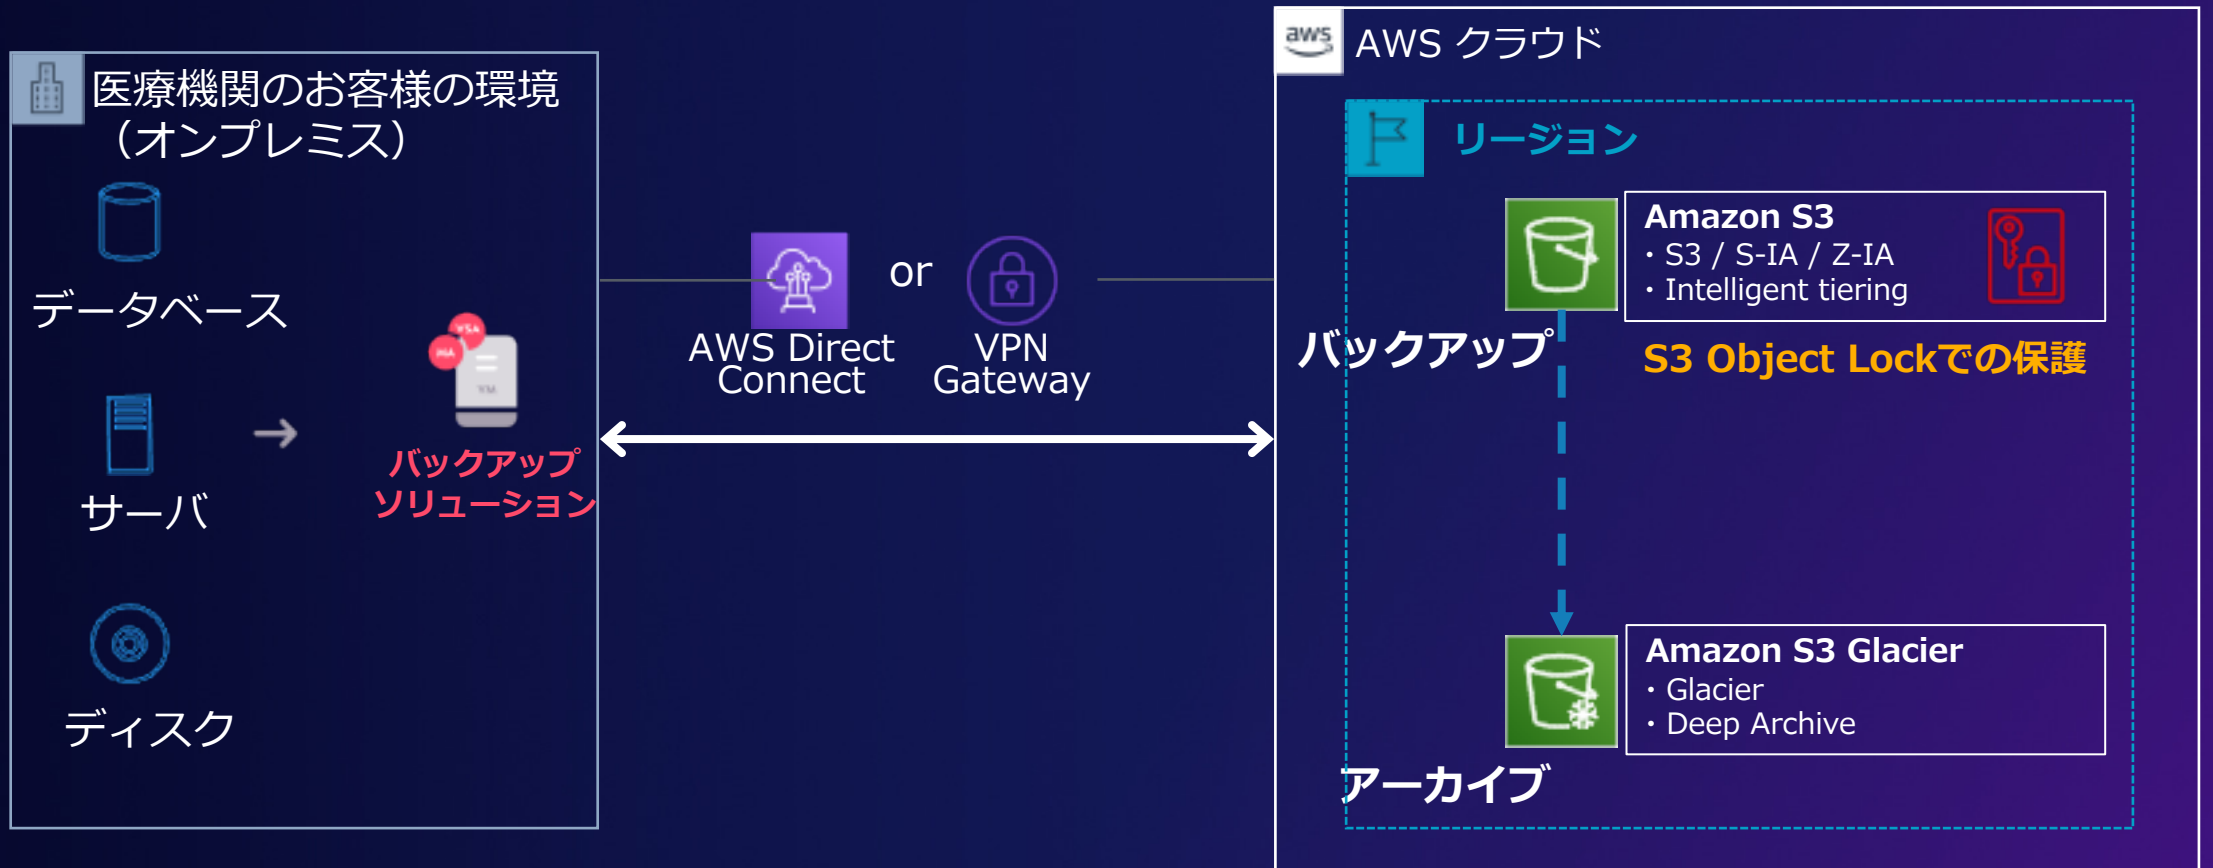 医療機関のお客様の環境
（オンプレミス）
データベース
サーバ
ディスク
VSA
MA
VM
バックアップ
ソリューション
AWS Direct
Connect
or
VPN
Gateway
aws
AWS クラウド
リージョン
Amazon S3
・S3 / S-IA / Z-IA
・Intelligent tiering
バックアップ
S3 Object Lockでの保護
Amazon S3 Glacier
・Glacier
・Deep Archive
アーカイブ